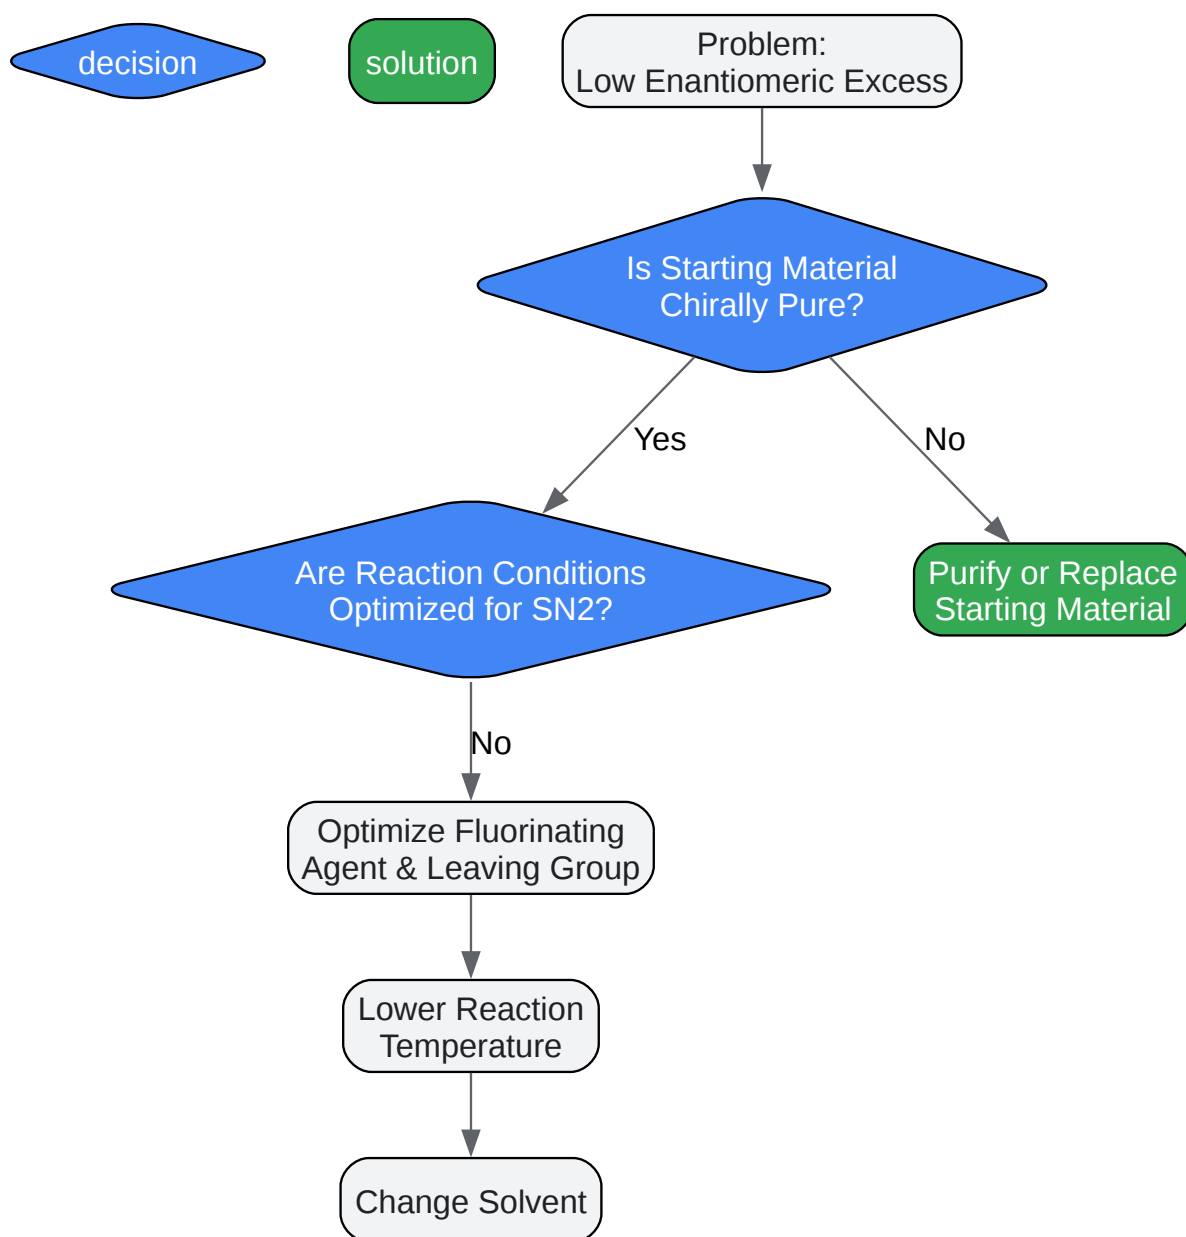 decision
solution
Problem:
Low Enantiomeric Excess
Is Starting Material
Chirally Pure?
Yes
No
Are Reaction Conditions
Optimized for SN2?
Purify or Replace
Starting Material
No
Optimize Fluorinating
Agent & Leaving Group
Lower Reaction
Temperature
Change Solvent